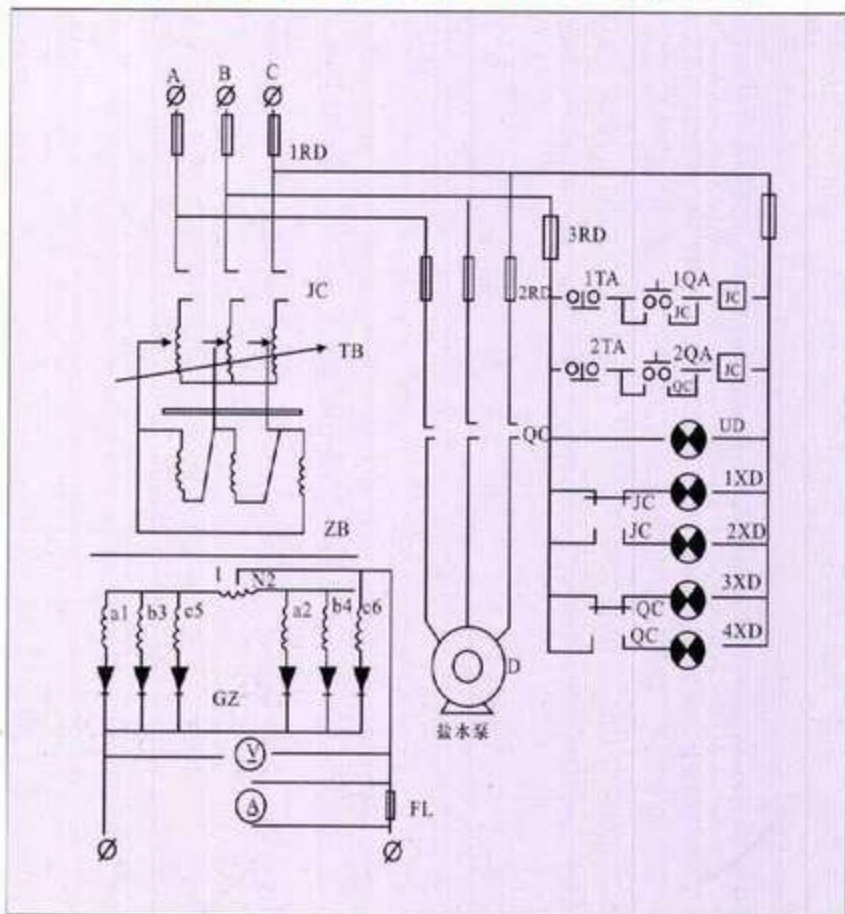 A B C
1RD
3RD
2RD
1TA 1QA
JC JC
JC
2TA 2QA
QC JC
TB
QC
UD
1XD
JC
JC 2XD
ZB
1 N2
3XD
QC
QC 4XD
a1 b3 c5 a2 b4 c6
D
GZ
盐水泵
V
A FL